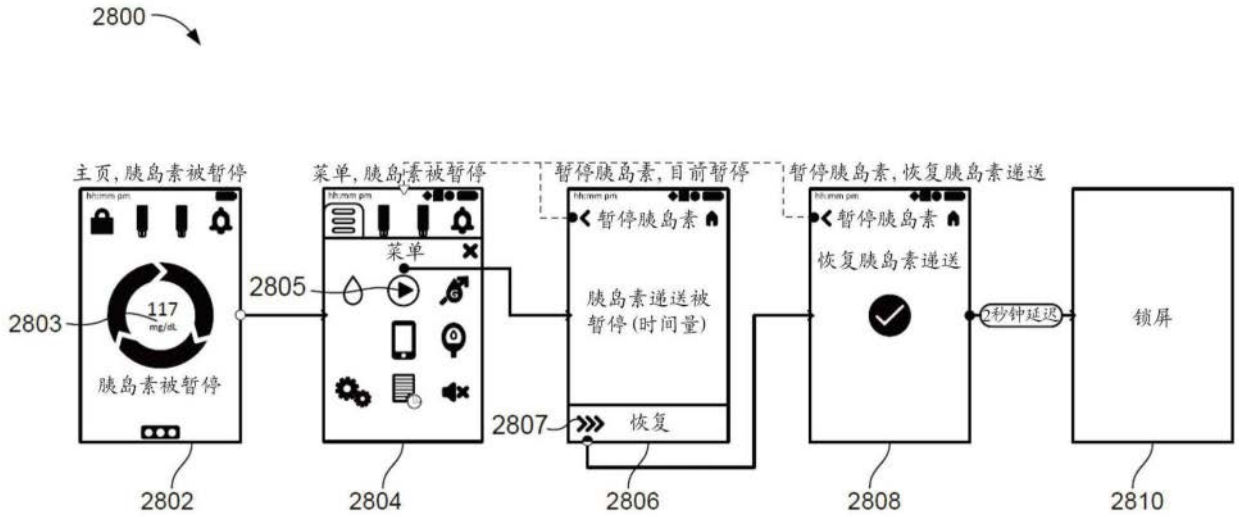 2800
主页, 胰岛素被暂停
菜单, 胰岛素被暂停
暂停胰岛素, 目前暂停
暂停胰岛素, 恢复胰岛素递送
hh:mm pm
117
mg/dL
胰岛素被暂停
2803
2802
hh:mm pm
菜单
2805
G
2804
hh:mm pm
暂停胰岛素
胰岛素递送被
暂停(时间量)
2807
恢复
2806
hh:mm pm
暂停胰岛素
恢复胰岛素递送
2808
2秒钟延迟
锁屏
2810